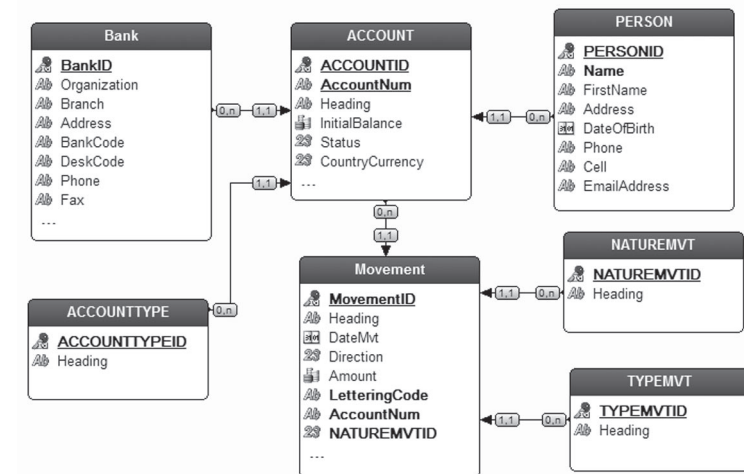 Bank
BankID
Organization
Branch
Address
BankCode
DeskCode
Phone
Fax
...
0,n
1,1
ACCOUNT
ACCOUNTID
AccountNum
Heading
InitialBalance
Status
CountryCurrency
...
1,1
0,n
PERSON
PERSONID
Name
FirstName
Address
DateOfBirth
Phone
Cell
EmailAddress
1,1
0,n
ACCOUNTTYPE
ACCOUNTTYPEID
Heading
0,n
1,1
Movement
MovementID
Heading
DateMvt
Direction
Amount
LetteringCode
AccountNum
NATUREMVTID
...
1,1
0,n
NATUREMVT
NATUREMVTID
Heading
1,1
0,n
TYPEMVT
TYPEMVTID
Heading